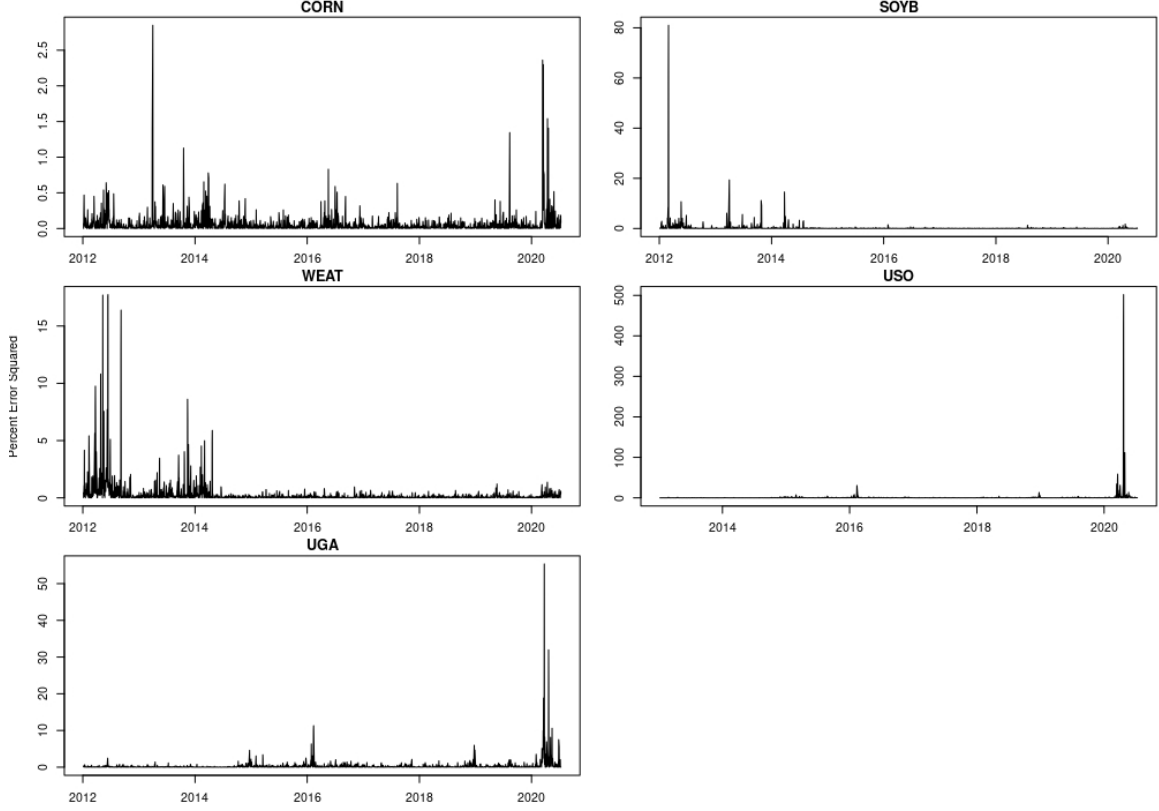 CORN
0.0 0.5 1.0 1.5 2.0 2.5
2012 2014 2016 2018 2020
SOYB
0 20 40 60 80
2012 2014 2016 2018 2020
WEAT
Percent Error Squared
0 5 10 15
2012 2014 2016 2018 2020
USO
0 100 200 300 400 500
2014 2016 2018 2020
UGA
0 10 20 30 40 50
2012 2014 2016 2018 2020